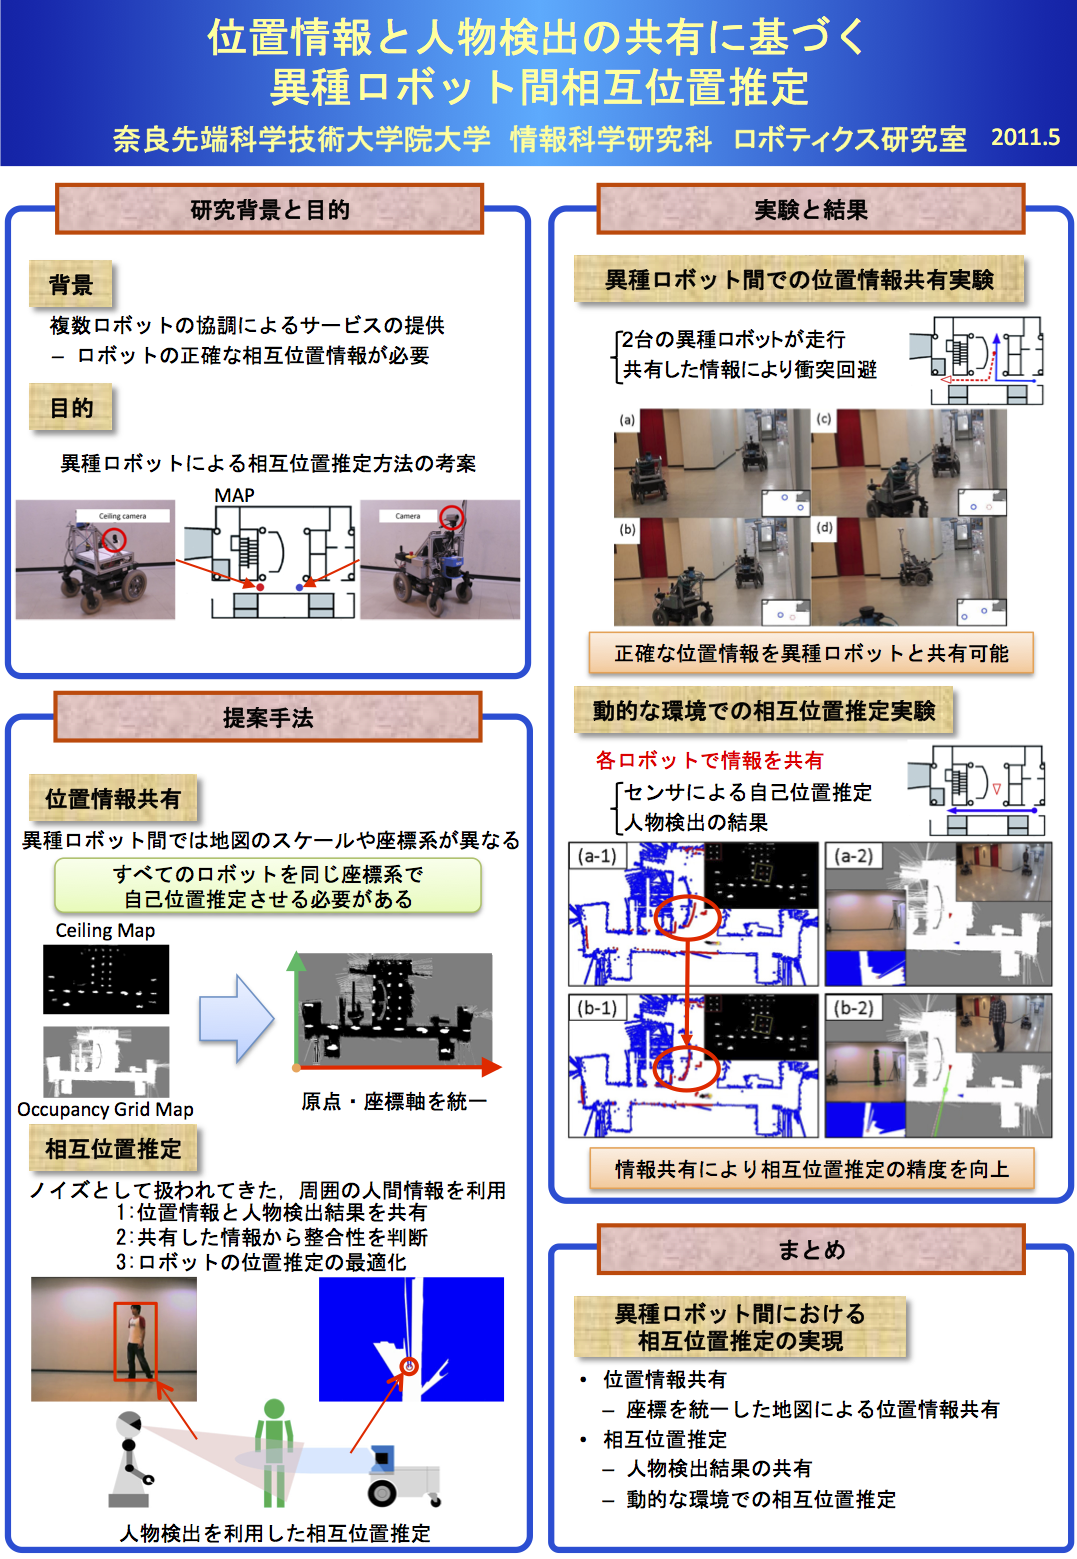 位置情報と人物検出の共有に基づく
異種ロボット間相互位置推定
奈良先端科学技術大学院大学 情報科学研究科 ロボティクス研究室 2011.5
研究背景と目的
背景
複数ロボットの協調によるサービスの提供
– ロボットの正確な相互位置情報が必要
目的
異種ロボットによる相互位置推定方法の考案
MAP
Ceiling camera
Camera
提案手法
位置情報共有
異種ロボット間では地図のスケールや座標系が異なる
すべてのロボットを同じ座標系で
自己位置推定させる必要がある
Ceiling Map
Occupancy Grid Map
原点・座標軸を統一
相互位置推定
ノイズとして扱われてきた，周囲の人間情報を利用
1:位置情報と人物検出結果を共有
2:共有した情報から整合性を判断
3:ロボットの位置推定の最適化
人物検出を利用した相互位置推定
実験と結果
異種ロボット間での位置情報共有実験
2台の異種ロボットが走行
共有した情報により衝突回避
(a)
(c)
(b)
(d)
正確な位置情報を異種ロボットと共有可能
動的な環境での相互位置推定実験
各ロボットで情報を共有
センサによる自己位置推定
人物検出の結果
(a-1)
(a-2)
(b-1)
(b-2)
情報共有により相互位置推定の精度を向上
まとめ
異種ロボット間における
相互位置推定の実現
• 位置情報共有
– 座標を統一した地図による位置情報共有
• 相互位置推定
– 人物検出結果の共有
– 動的な環境での相互位置推定